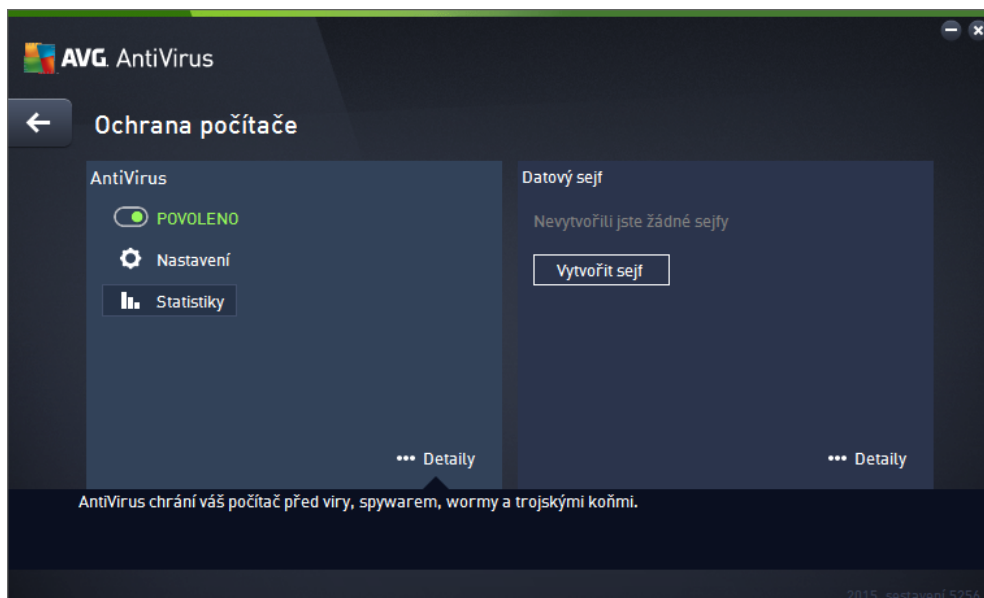 AVG. AntiVirus
Ochrana počítače
AntiVirus
POVOLENO
Nastavení
Statistiky
Detaily
Datový sejf
Nevytvořili jste žádné sejfy
Vytvořit sejf
Detaily
AntiVirus chrání váš počítač před viry, spywarem, wormy a trojskými koňmi.
2015, sestavení 5256